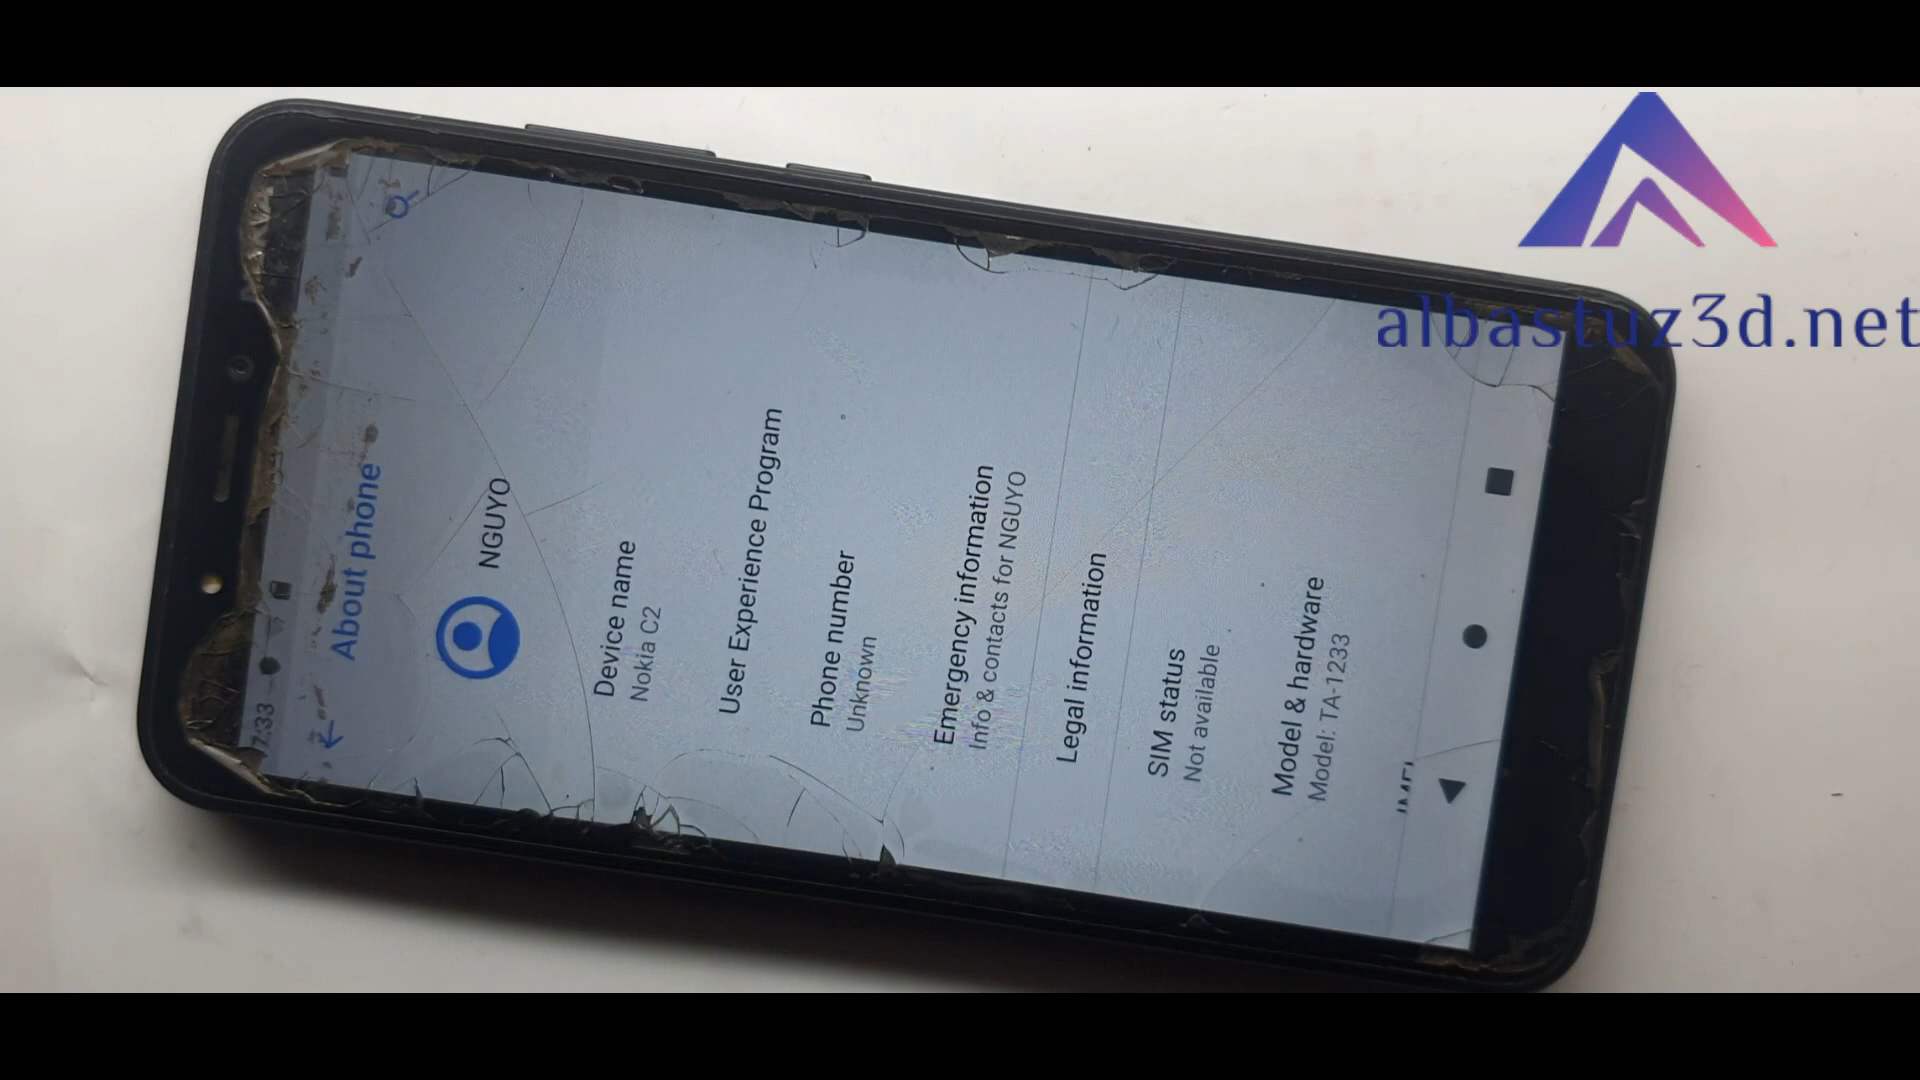 7:33
About phone
NGUYO
Device name
Nokia C2
User Experience Program
Phone number
Unknown
Emergency information
Info & contacts for NGUYO
Legal information
SIM status
Not available
Model & hardware
Model: TA-1233
IMEI
albastuz3d.net